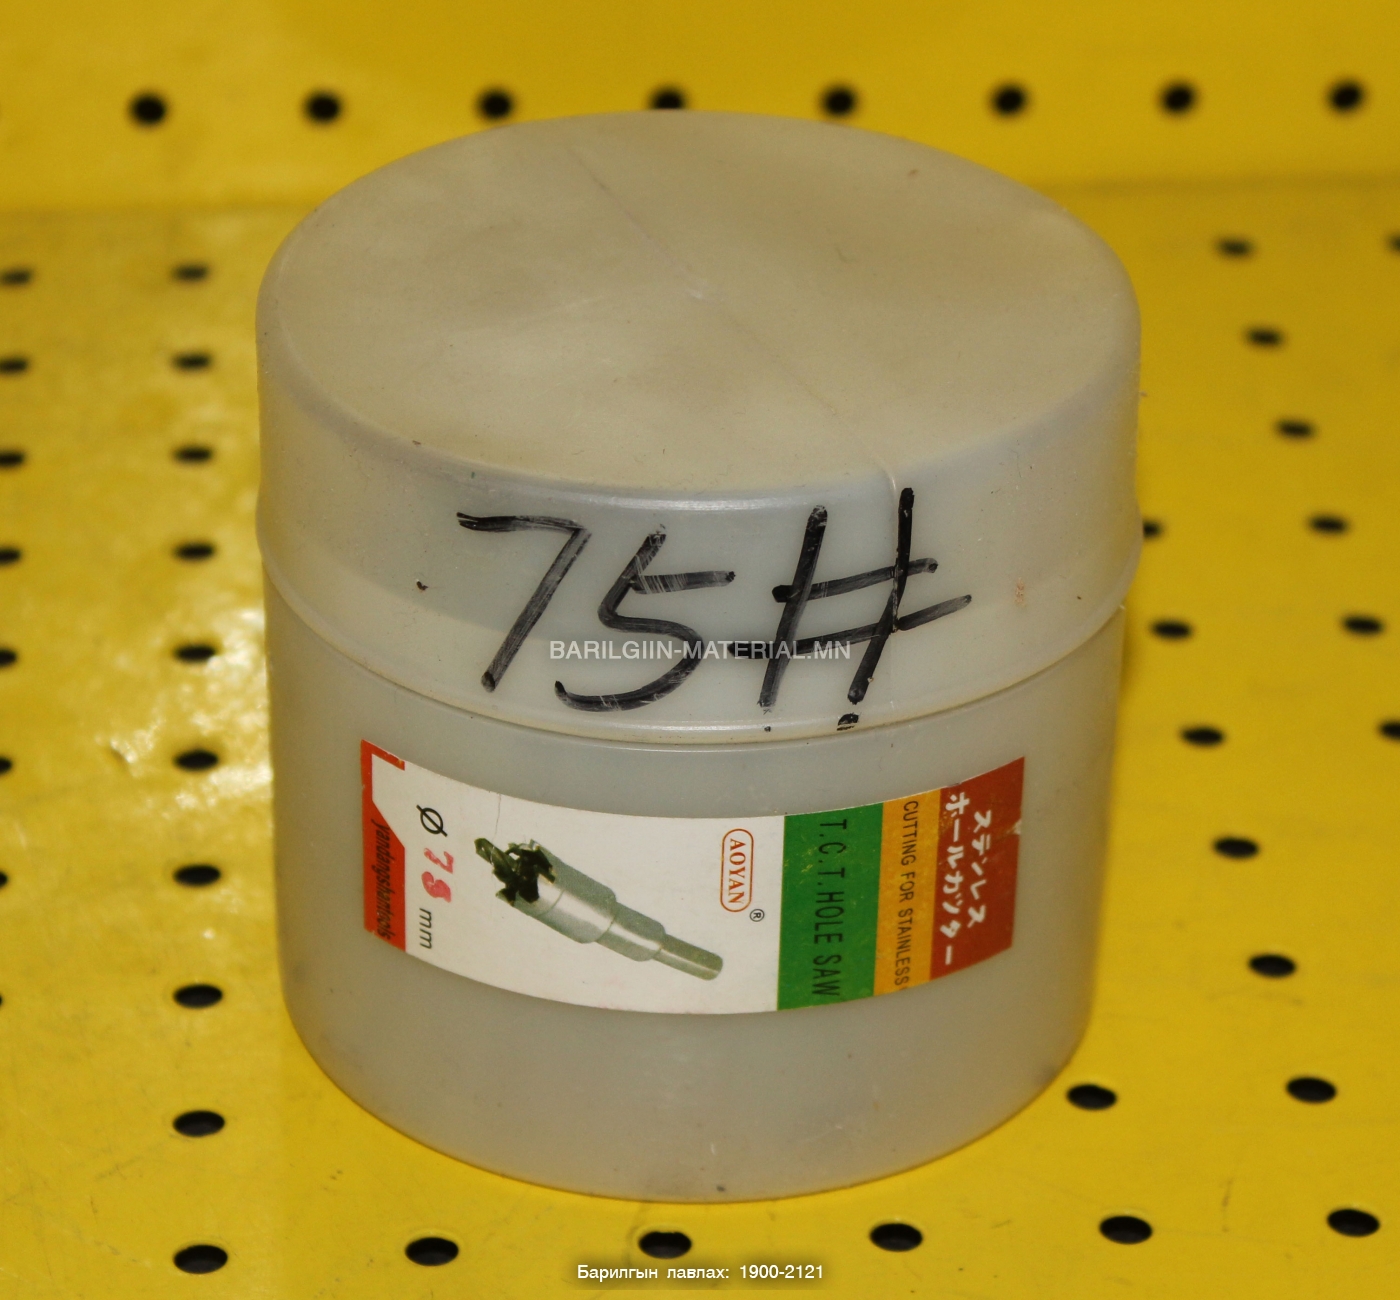 75#
BARILGIIN-MATERIAL.MN
ステンレス
ホールカッター
CUTTING FOR STAINLESS
T.C.T.HOLE SAW
AOYAN®
Ø mm
yandangshantools
Барилгын лавлах: 1900-2121